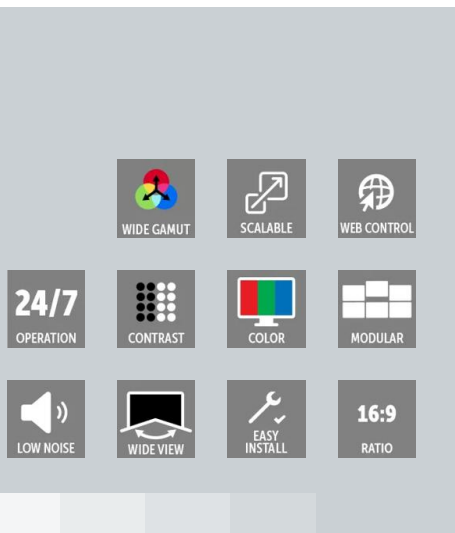 WIDE GAMUT
SCALABLE
WEB CONTROL
24/7
OPERATION
CONTRAST
COLOR
MODULAR
LOW NOISE
WIDE VIEW
EASY
INSTALL
16:9
RATIO